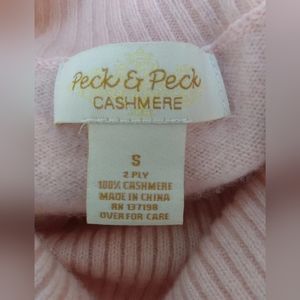 Peck & Peck
CASHMERE
S
2 PLY
100% CASHMERE
MADE IN CHINA
RN 137198
OVER FOR CARE